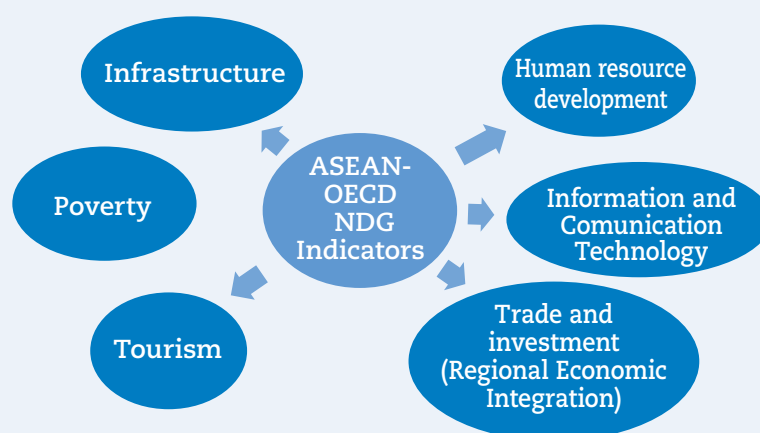 Infrastructure
Human resource
development
ASEAN-
OECD
NDG
Indicators
Poverty
Information and
Comunication
Technology
Tourism
Trade and
investment
(Regional Economic
Integration)